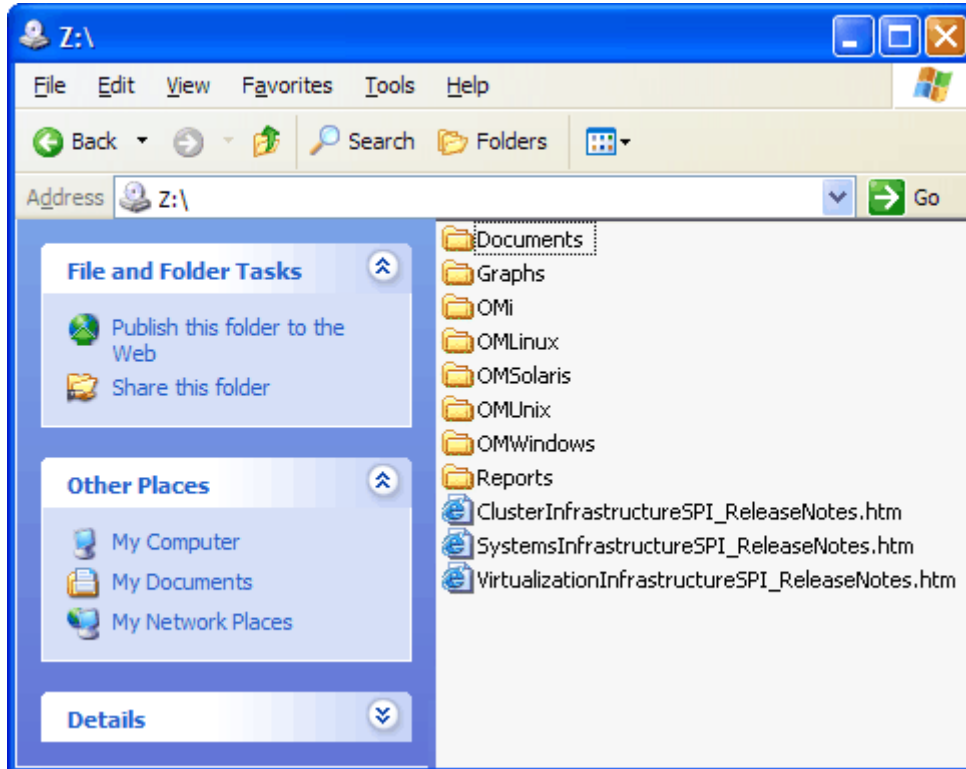 Z:\
File Edit View Favorites Tools Help
Back Search Folders
Address Z:\ Go
File and Folder Tasks
Publish this folder to the
Web
Share this folder
Other Places
My Computer
My Documents
My Network Places
Details
Documents
Graphs
OMi
OMLinux
OMSolaris
OMUnix
OMWindows
Reports
ClusterInfrastructureSPI_ReleaseNotes.htm
SystemsInfrastructureSPI_ReleaseNotes.htm
VirtualizationInfrastructureSPI_ReleaseNotes.htm